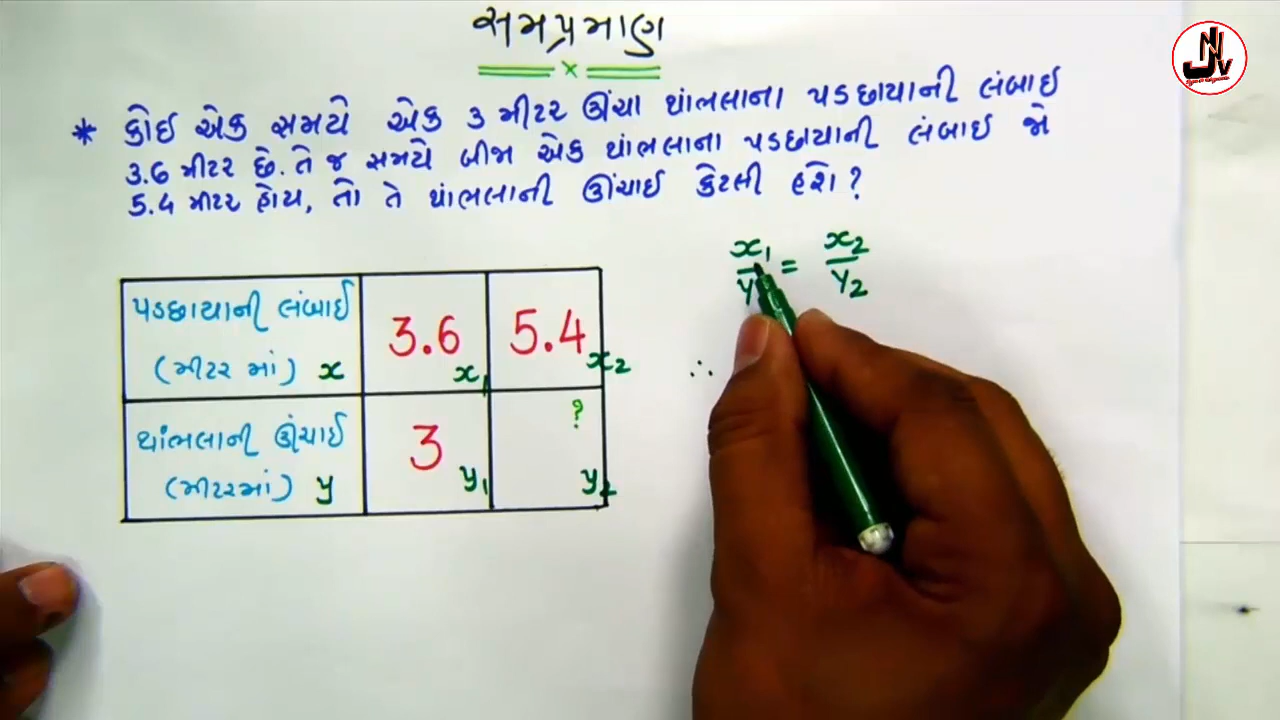 સમપ્રમાણ
* કોઈ એક સમયે એક 3 મીટર ઊંચા થાંભલાના પડછાયાની લંબાઈ
3.6 મીટર છે. તે જ સમયે બીજા એક થાંભલાના પડછાયાની લંબાઈ જો
5.4 મીટર હોય, તો તે થાંભલાની ઊંચાઈ કેટલી હશે?
x₁/y = x₂/y₂
પડછાયાની લંબાઈ (મીટર માં) x 3.6 x₁ 5.4 x₂
∴
થાંભલાની ઊંચાઈ (મીટરમાં) y 3 y₁ ? y₂
JNV